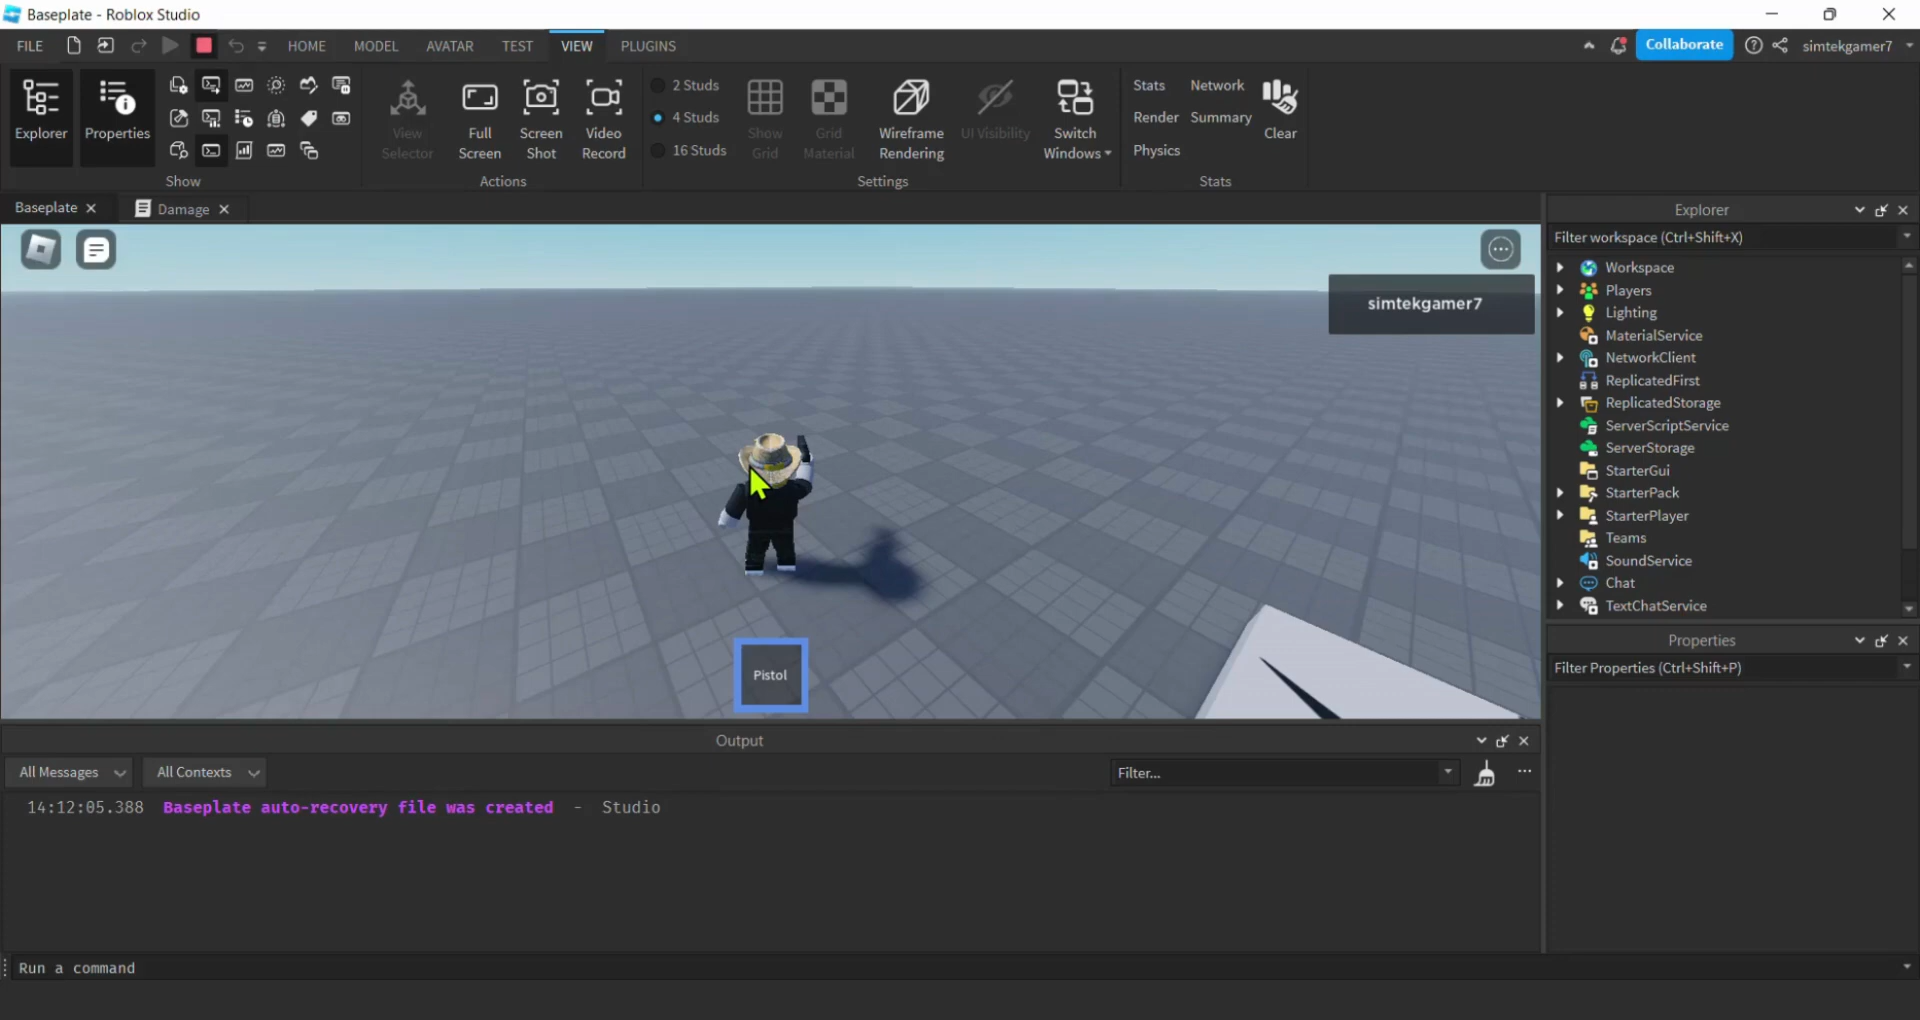 Baseplate - Roblox Studio
FILE HOME MODEL AVATAR TEST VIEW PLUGINS Collaborate simtekgamer7
Explorer
Properties
Show
View
Selector
Full
Screen
Screen
Shot
Video
Record
Actions
2 Studs
4 Studs
16 Studs
Show
Grid
Grid
Material
Wireframe
Rendering
UI Visibility
Switch
Windows
Settings
Stats Network
Render Summary
Physics
Clear
Stats
Baseplate
Damage
simtekgamer7
Pistol
Explorer
Filter workspace (Ctrl+Shift+X)
Workspace
Players
Lighting
MaterialService
NetworkClient
ReplicatedFirst
ReplicatedStorage
ServerScriptService
ServerStorage
StarterGui
StarterPack
StarterPlayer
Teams
SoundService
Chat
TextChatService
Properties
Filter Properties (Ctrl+Shift+P)
Output
All Messages All Contexts Filter...
14:12:05.388 Baseplate auto-recovery file was created - Studio
Run a command